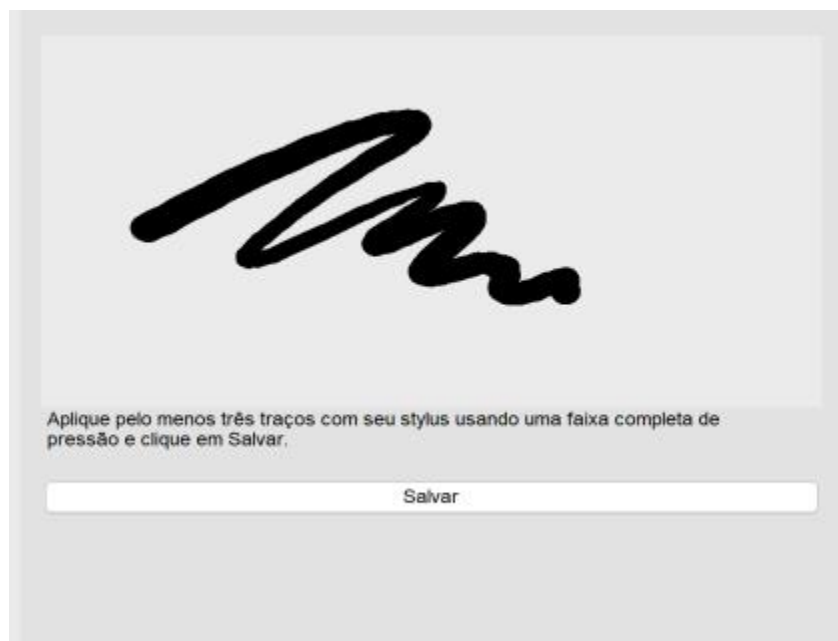 Aplique pelo menos três traços com seu stylus usando uma faixa completa de
pressão e clique em Salvar.
Salvar